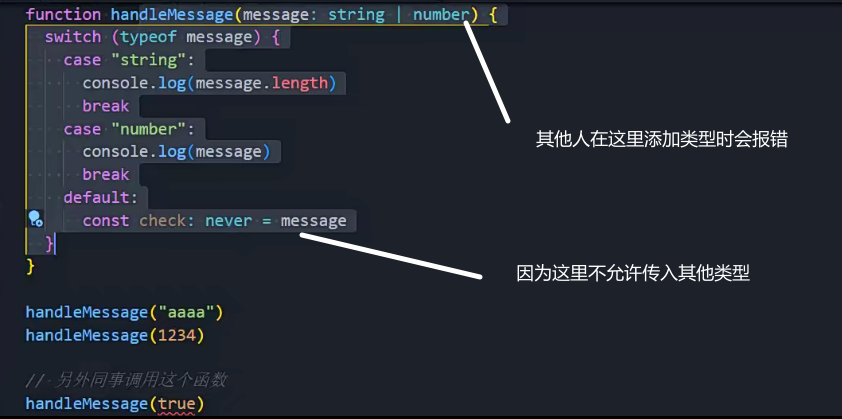 function handleMessage(message: string | number) {
switch (typeof message) {
case "string":
console.log(message.length)
break
case "number":
console.log(message)
break
default:
const check: never = message
}
}
其他人在这里添加类型时会报错
因为这里不允许传入其他类型
handleMessage("aaaa")
handleMessage(1234)
// 另外同事调用这个函数
handleMessage(true)